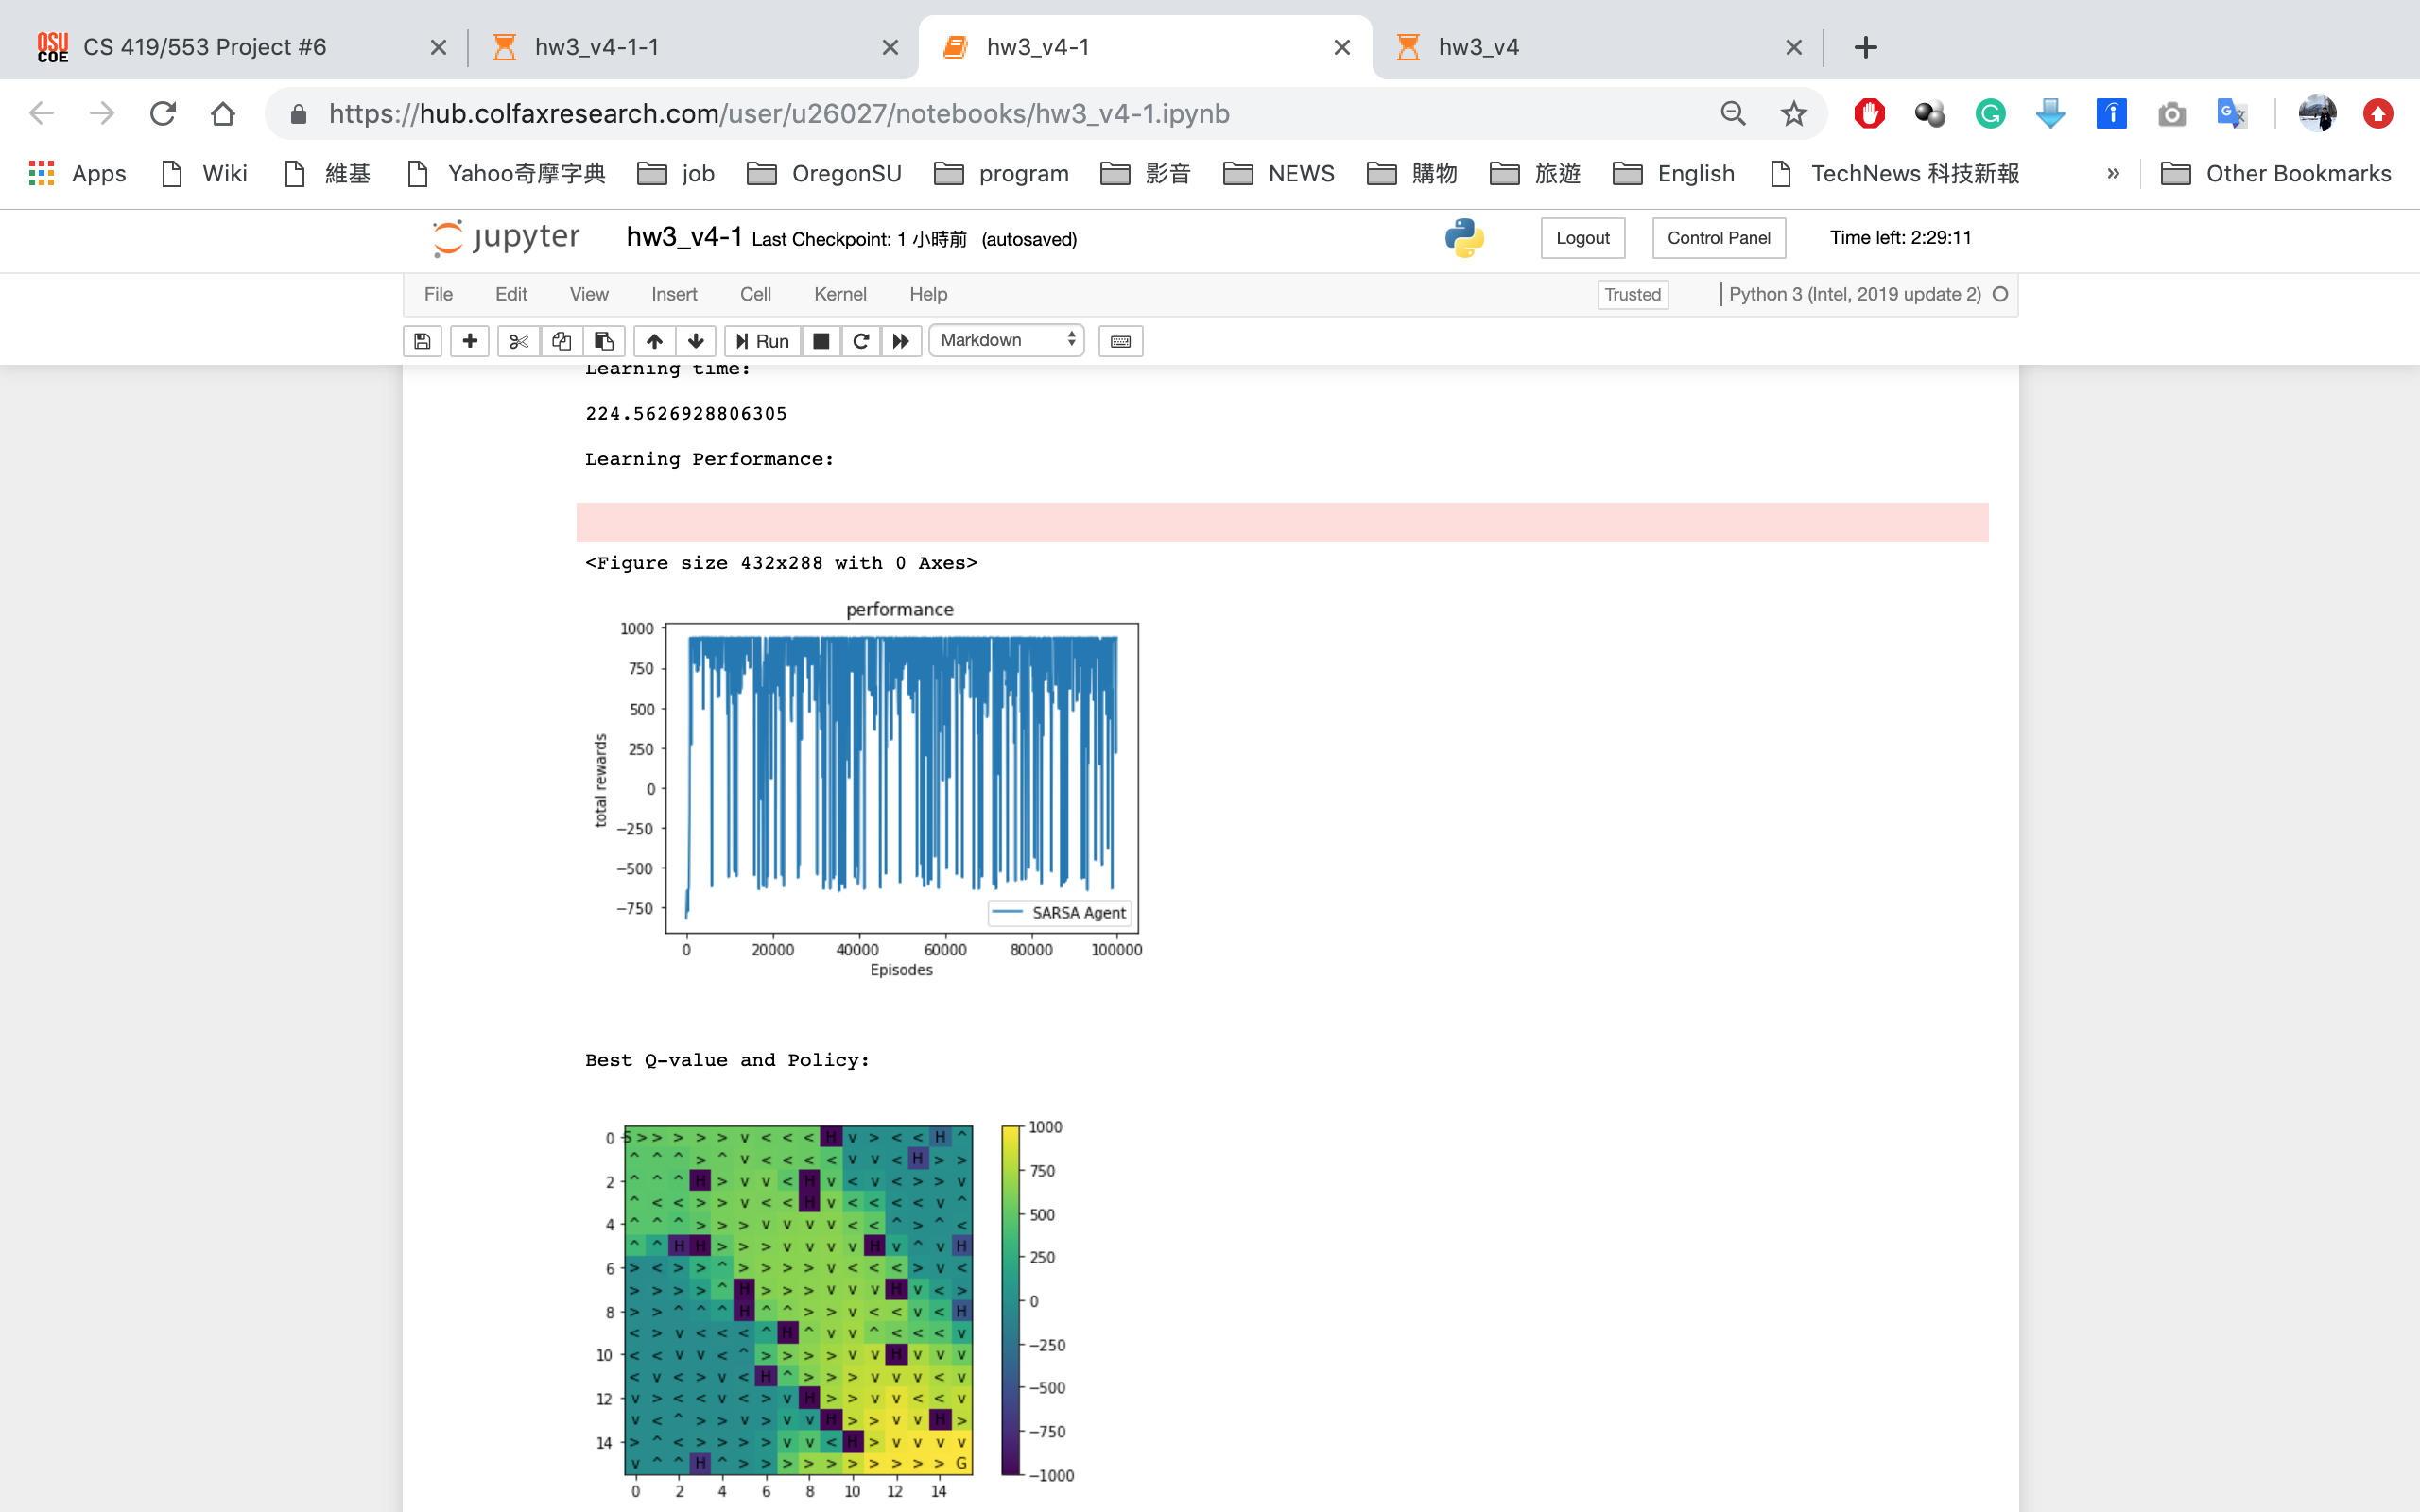 OSU COE CS 419/553 Project #6 hw3_v4-1-1 hw3_v4-1 hw3_v4
https://hub.colfaxresearch.com/user/u26027/notebooks/hw3_v4-1.ipynb
Apps Wiki 維基 Yahoo奇摩字典 job OregonSU program 影音 NEWS 購物 旅遊 English TechNews 科技新報 » Other Bookmarks
jupyter hw3_v4-1 Last Checkpoint: 1 小時前 (autosaved) Logout Control Panel Time left: 2:29:11
File Edit View Insert Cell Kernel Help Trusted Python 3 (Intel, 2019 update 2)
Run Markdown
Learning time:
224.5626928806305
Learning Performance:
<Figure size 432x288 with 0 Axes>
performance
1000
750
500
250
0
−250
−500
−750
total rewards
SARSA Agent
0 20000 40000 60000 80000 100000
Episodes
Best Q-value and Policy:
0 S > > > > > v < < < H v > < < H ^
^ ^ ^ > ^ v < < < < v v < H > >
2 ^ ^ ^ H > v v < H v < v < > > v
^ < < > > v < < H v < < < < v ^
4 ^ ^ ^ > > > v v v v < < ^ > ^ <
^ ^ H H > > > v v v v H v ^ v H
6 > < > > ^ > > > > v < < < > v <
> > > > ^ H > > > v v v H v < >
8 > > ^ ^ ^ H ^ ^ > > v < < v < H
< > v < < < ^ H ^ v v ^ < < < v
10 < < v v < ^ > > > > v v H v v v
< v < > v < H ^ > > > v v v < v
12 v > < < v < > v H > > v v < < v
v < ^ > > v > v v H > > v v H >
14 > ^ < > > > > v v < H > v v v v
v ^ ^ H ^ > > > > > > > > > > G
0 2 4 6 8 10 12 14
1000
750
500
250
0
−250
−500
−750
−1000